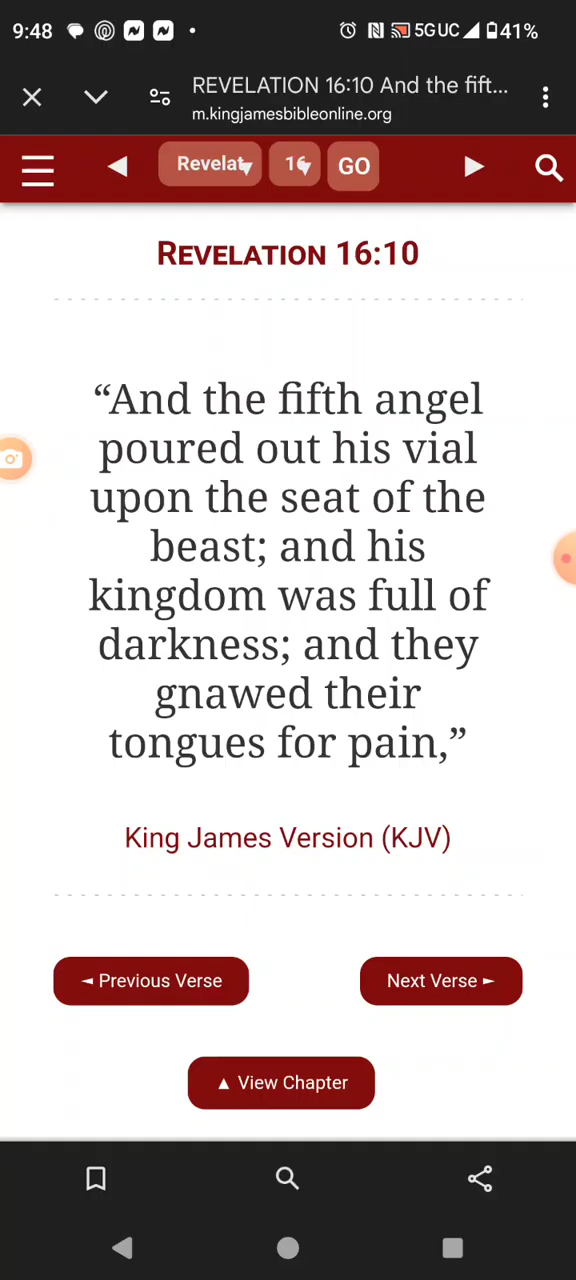 9:48 5G UC 41%
REVELATION 16:10 And the fift...
m.kingjamesbibleonline.org
Revelat 16 GO
REVELATION 16:10
“And the fifth angel
poured out his vial
upon the seat of the
beast; and his
kingdom was full of
darkness; and they
gnawed their
tongues for pain,”
King James Version (KJV)
◄ Previous Verse Next Verse ►
▲ View Chapter